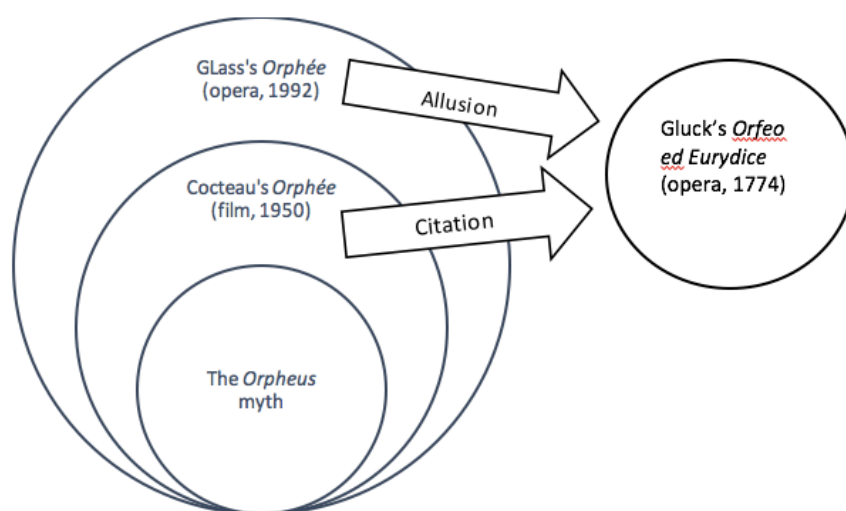 GLass's Orphée
(opera, 1992)
Allusion
Cocteau's Orphée
(film, 1950)
Citation
The Orpheus
myth
Gluck’s Orfeo
ed Eurydice
(opera, 1774)